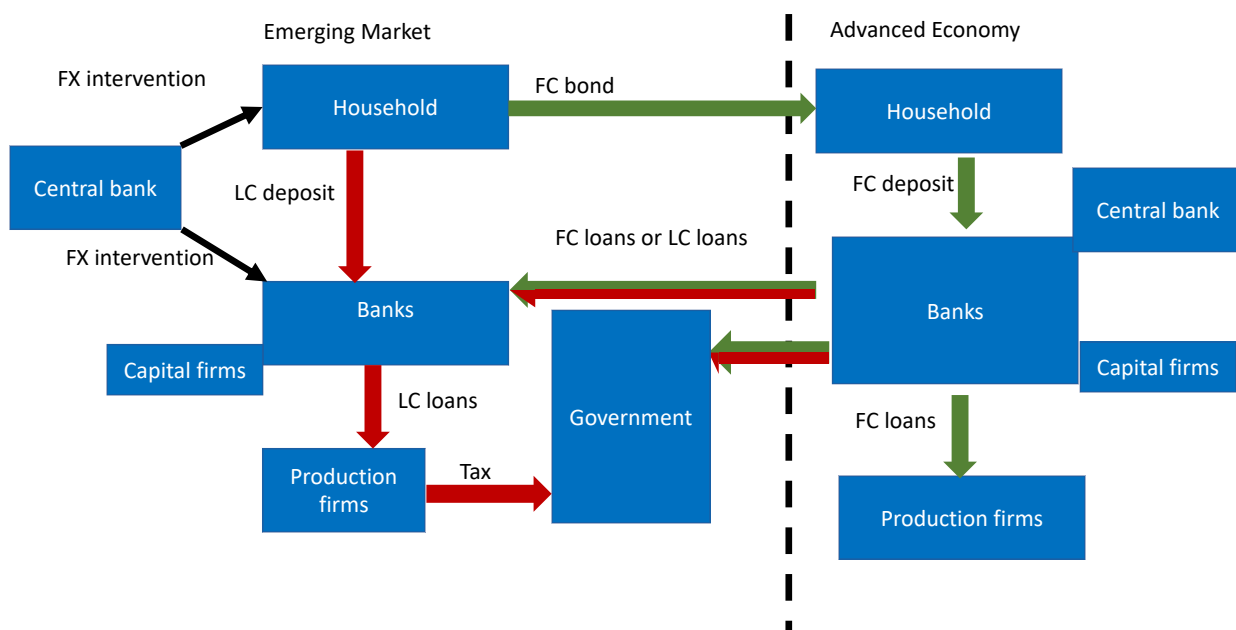 Emerging Market
Advanced Economy
FX intervention
Household
FC bond
Household
Central bank
LC deposit
FC deposit
Central bank
FX intervention
FC loans or LC loans
Banks
Banks
Capital firms
Capital firms
LC loans
Government
FC loans
Production
firms
Tax
Production firms